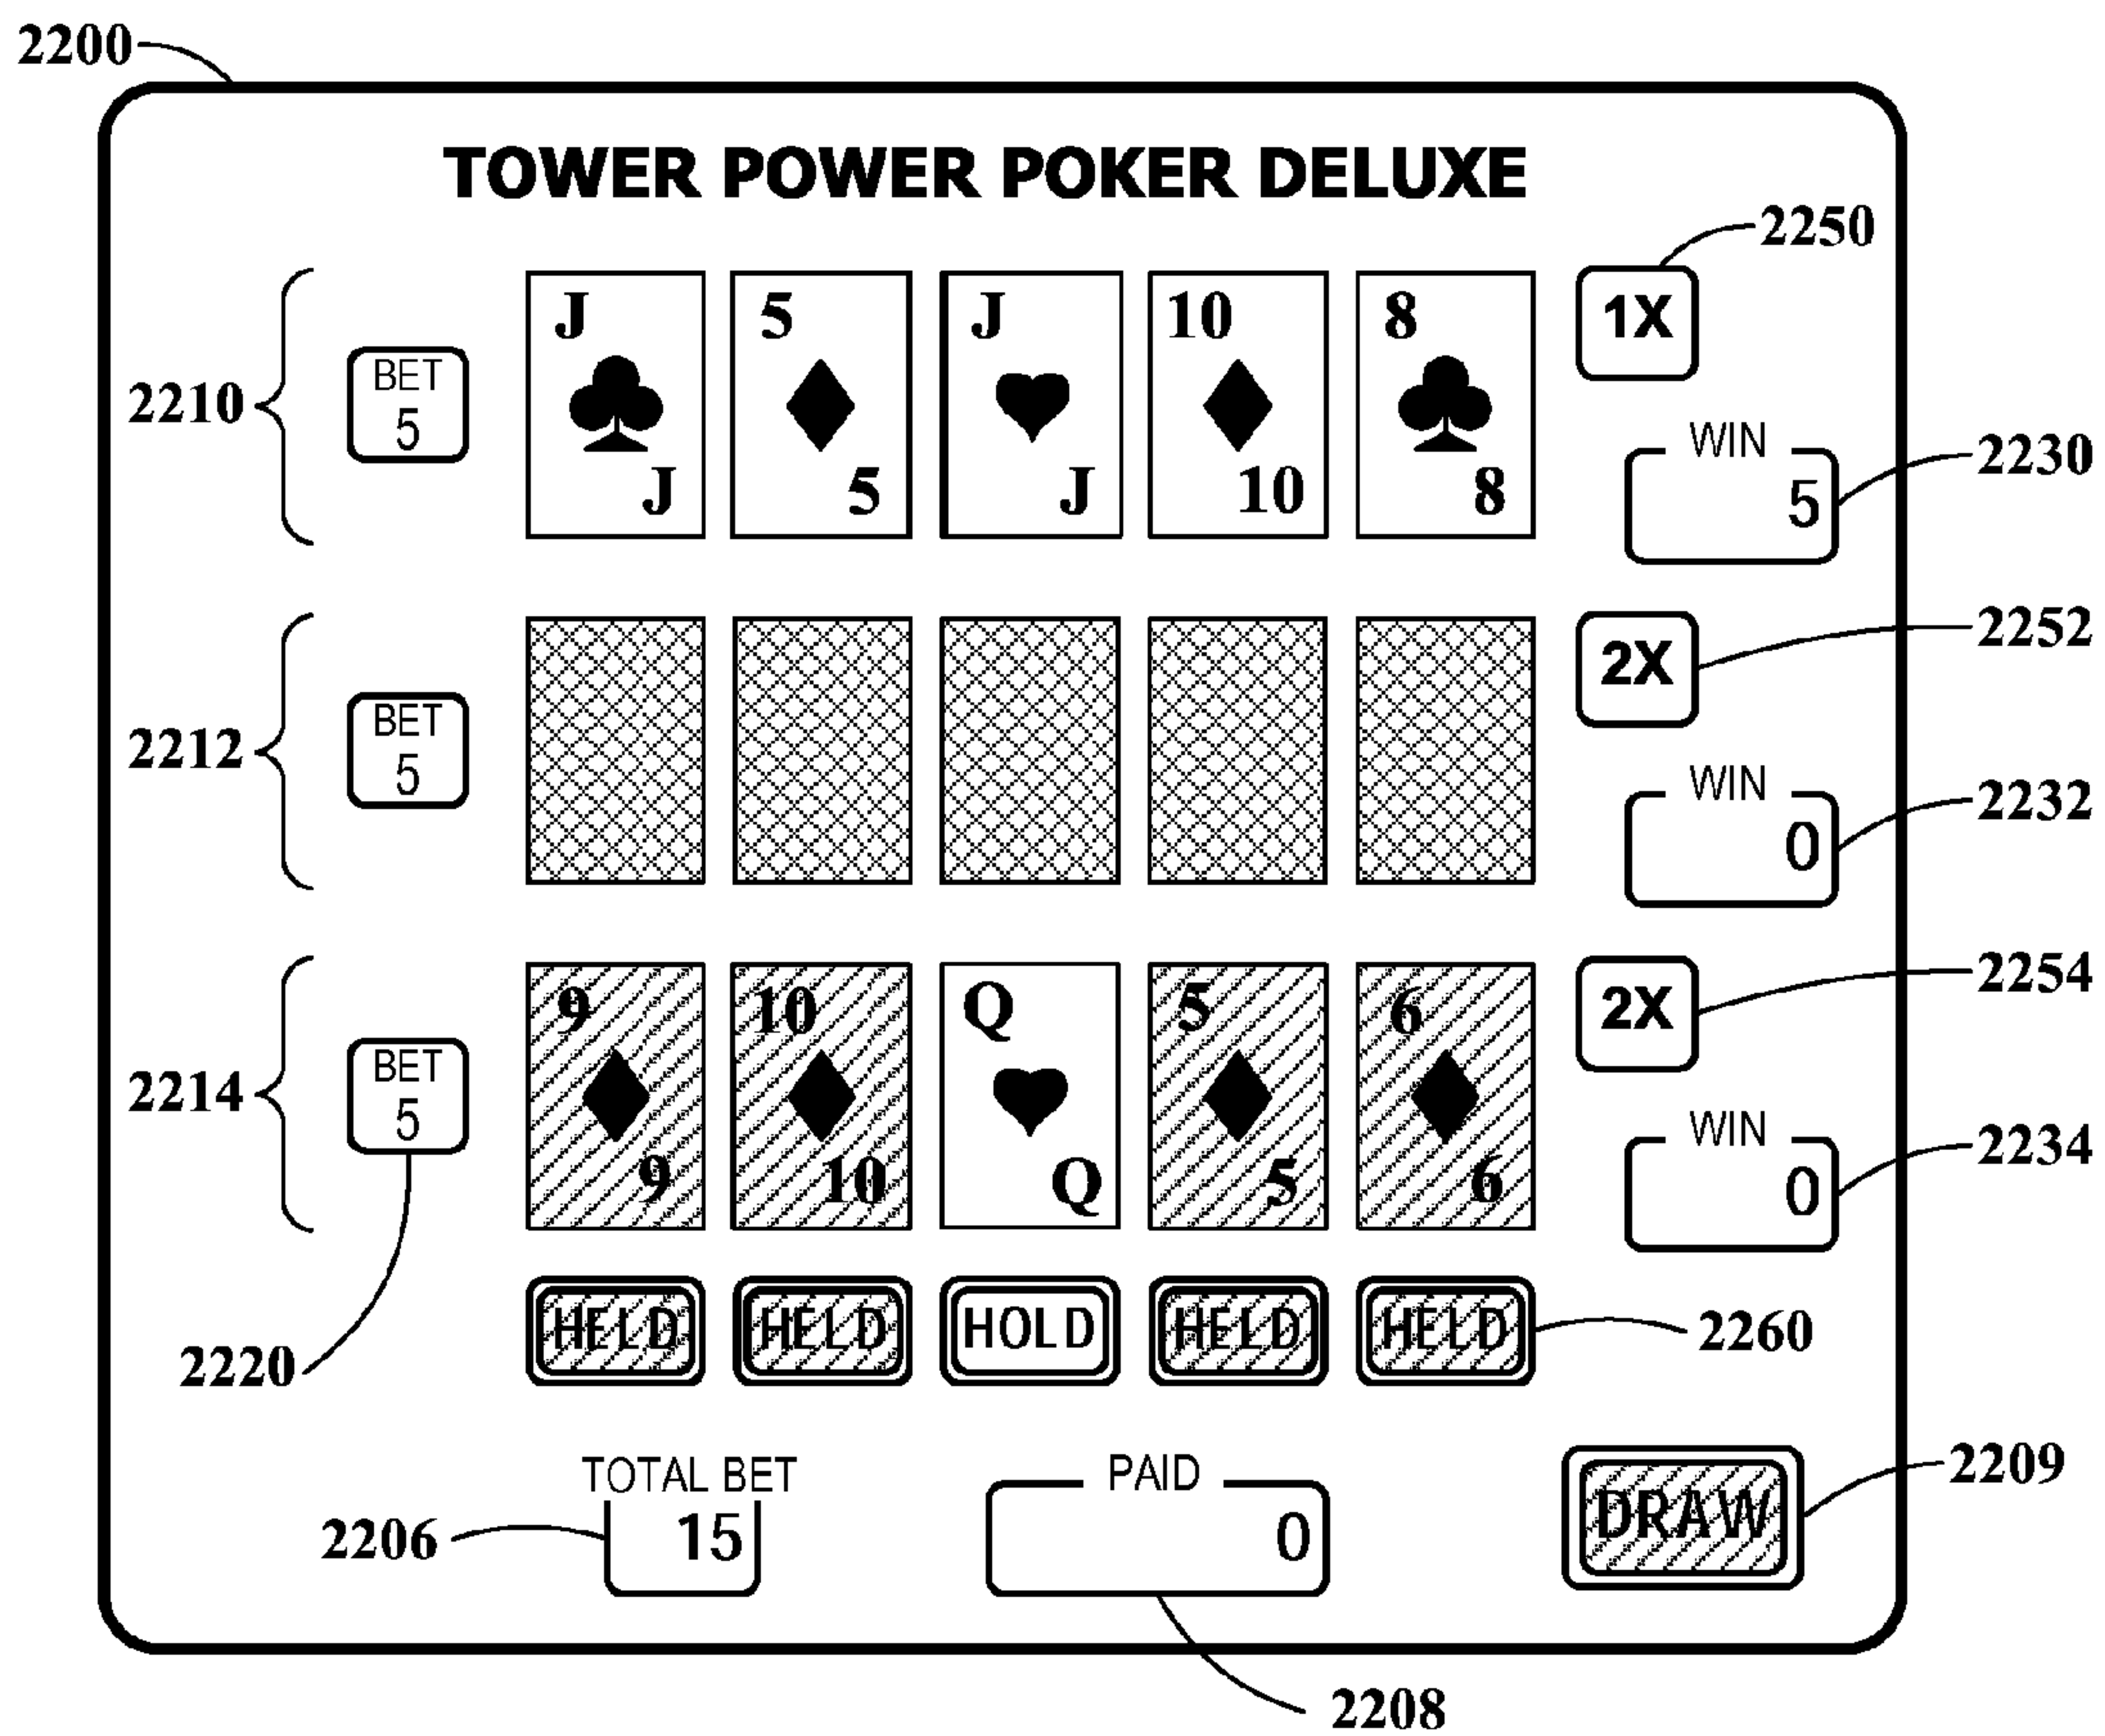 2200
TOWER POWER POKER DELUXE
2250
J 5 J 10 8 1X
2210 BET 5
J 5 J 10 8
WIN
5 2230
2X 2252
2212 BET 5
WIN
0 2232
9 10 Q 5 6 2X 2254
2214 BET 5
9 10 Q 5 6
WIN
0 2234
HELD HELD HOLD HELD HELD 2260
2220
TOTAL BET PAID
2206 15 0 DRAW 2209
2208